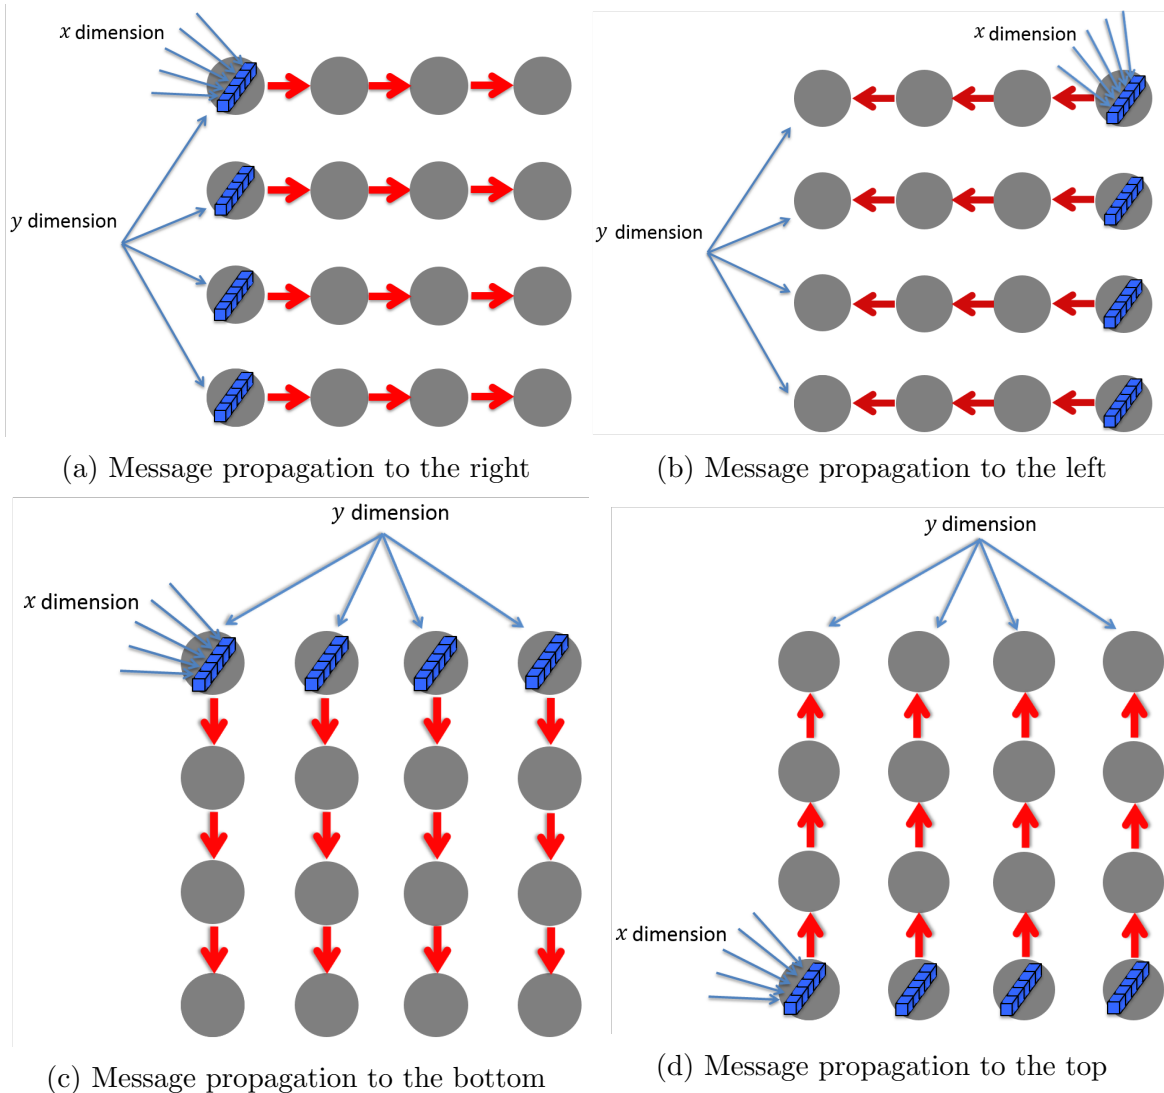 x dimension
y dimension
(a) Message propagation to the right
x dimension
y dimension
(b) Message propagation to the left
y dimension
x dimension
(c) Message propagation to the bottom
y dimension
x dimension
(d) Message propagation to the top